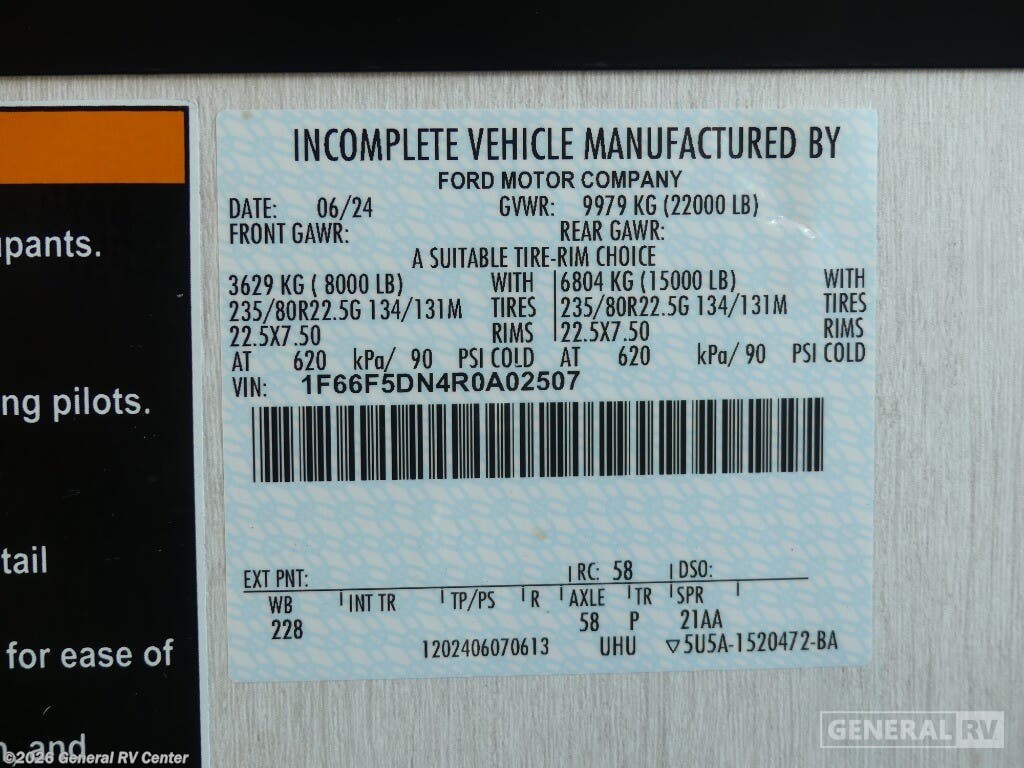 INCOMPLETE VEHICLE MANUFACTURED BY
FORD MOTOR COMPANY
DATE: 06/24 GVWR: 9979 KG (22000 LB)
FRONT GAWR: REAR GAWR:
A SUITABLE TIRE-RIM CHOICE
3629 KG ( 8000 LB) WITH 6804 KG (15000 LB) WITH
235/80R22.5G 134/131M TIRES 235/80R22.5G 134/131M TIRES
22.5X7.50 RIMS 22.5X7.50 RIMS
AT 620 kPa/ 90 PSI COLD AT 620 kPa/ 90 PSI COLD
VIN: 1F66F5DN4R0A02507
EXT PNT: RC: 58 DSO:
WB INT TR TP/PS R AXLE TR SPR
228 58 P 21AA
1202406070613 UHU ▽5U5A-1520472-BA
pants.
ng pilots.
tail
for ease of
and
©2026 General RV Center
GENERAL RV